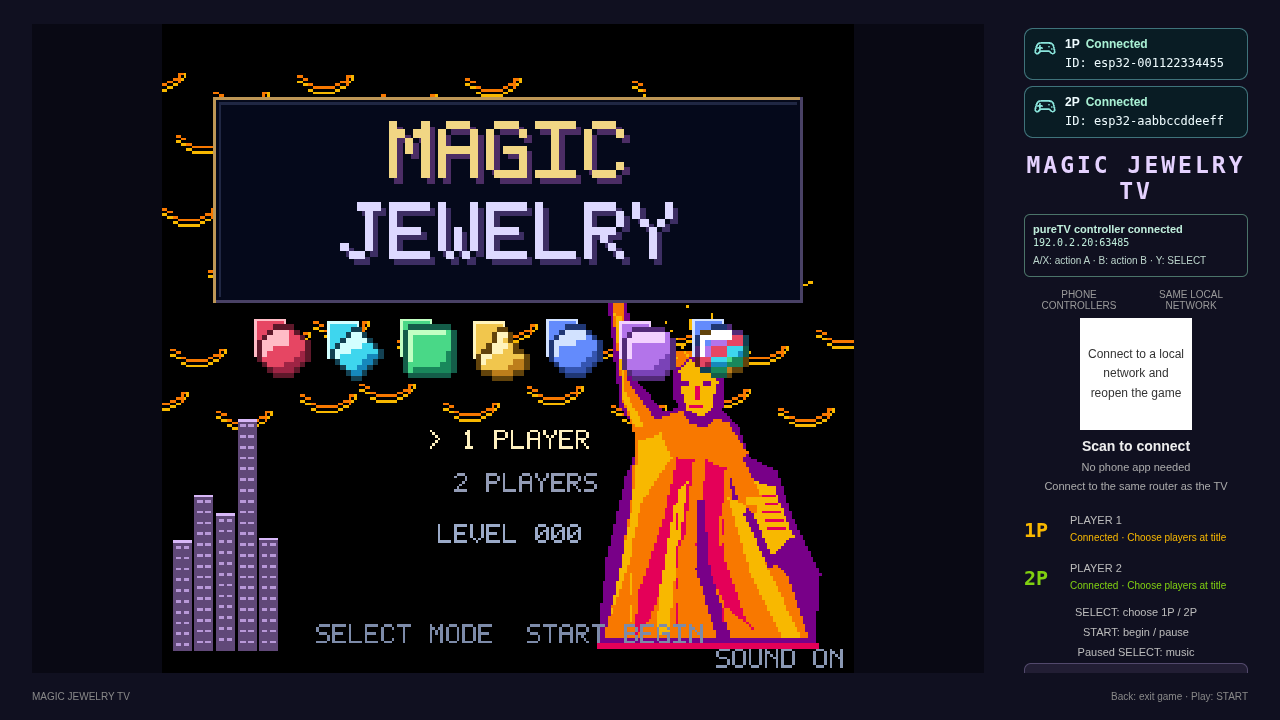 MAGIC
JEWELRY
> 1 PLAYER
2 PLAYERS
LEVEL 000
SELECT MODE START BEGIN
SOUND ON
1P Connected
ID: esp32-001122334455
2P Connected
ID: esp32-aabbccddeeff
MAGIC JEWELRY
TV
pureTV controller connected
192.0.2.20:63485
A/X: action A · B: action B · Y: SELECT
PHONE
CONTROLLERS
SAME LOCAL
NETWORK
Connect to a local
network and
reopen the game
Scan to connect
No phone app needed
Connect to the same router as the TV
1P
PLAYER 1
Connected · Choose players at title
2P
PLAYER 2
Connected · Choose players at title
SELECT: choose 1P / 2P
START: begin / pause
Paused SELECT: music
MAGIC JEWELRY TV
Back: exit game · Play: START